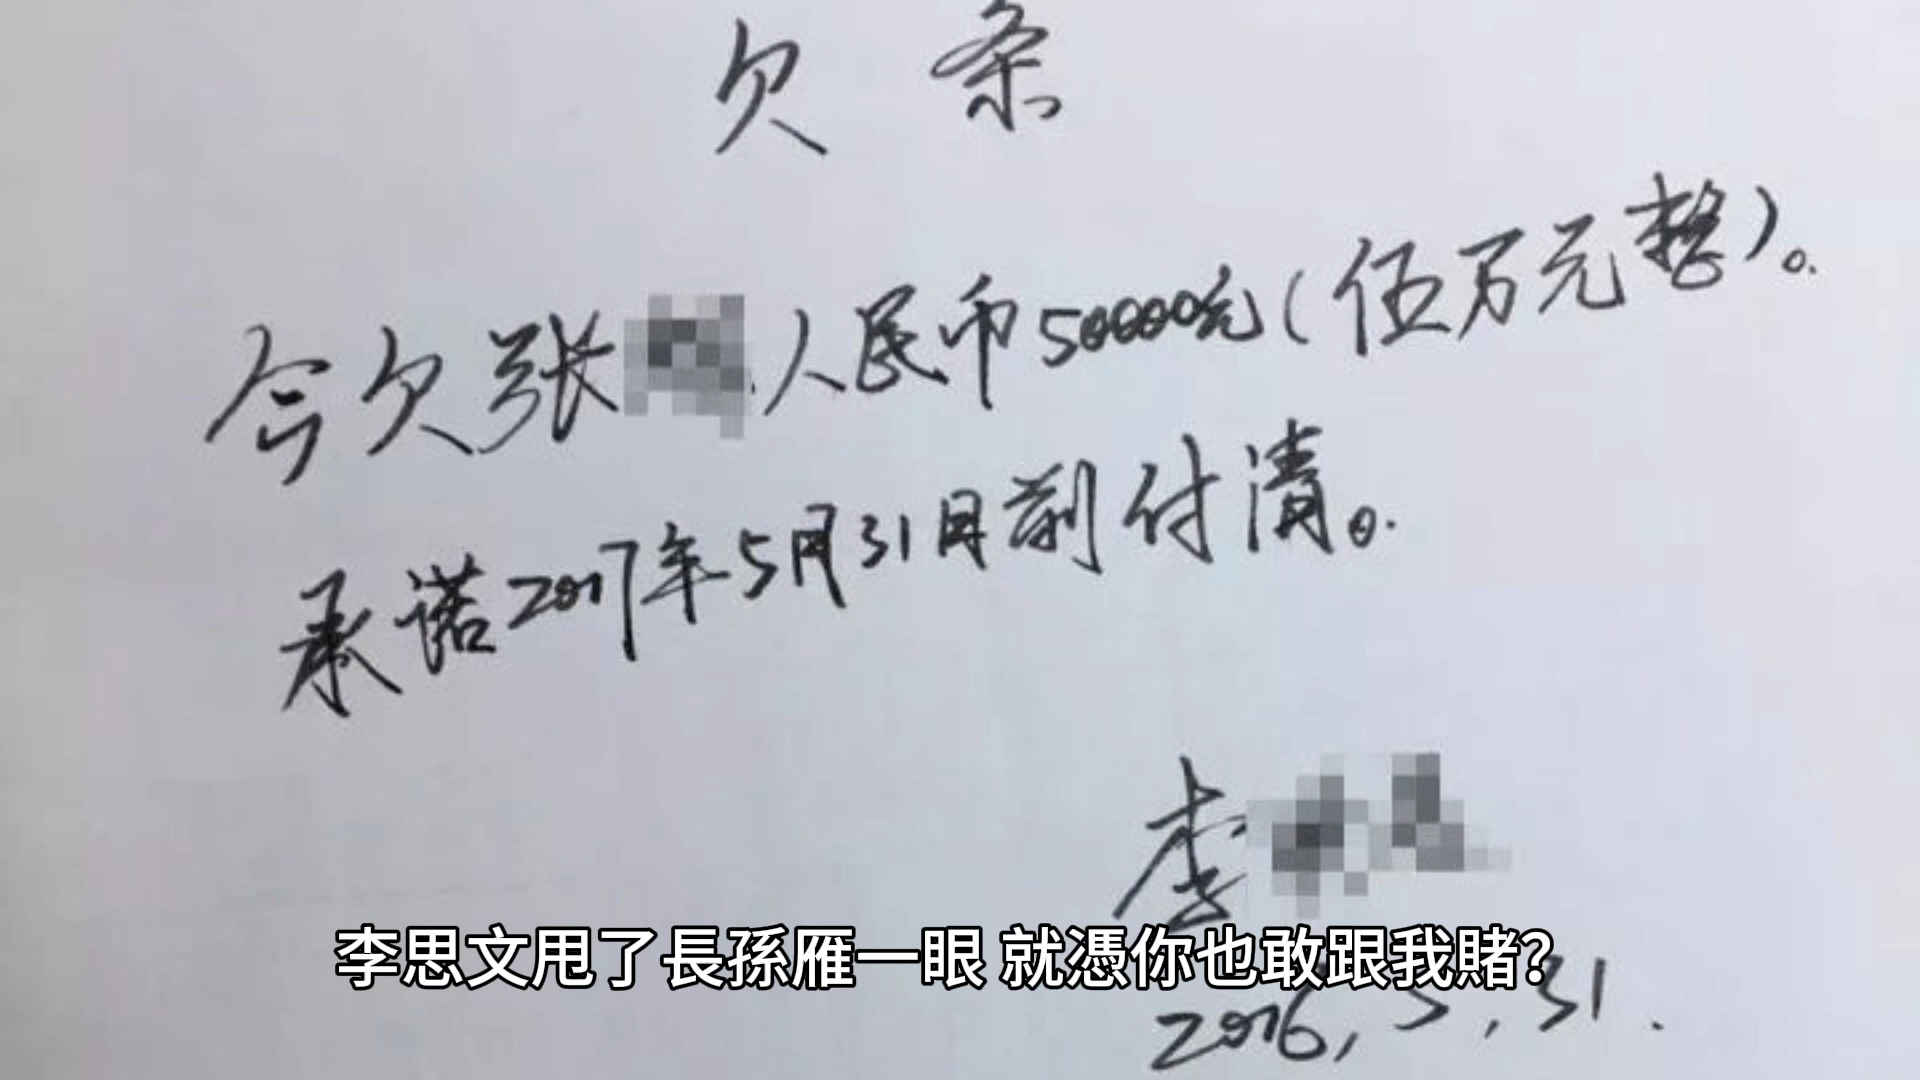 欠条
今欠张 人民币50000元(伍万元整)。
承诺2017年5月31日前付清。
李
李思文甩了長孫雁一眼 就憑你也敢跟我賭?
2016,5,31.